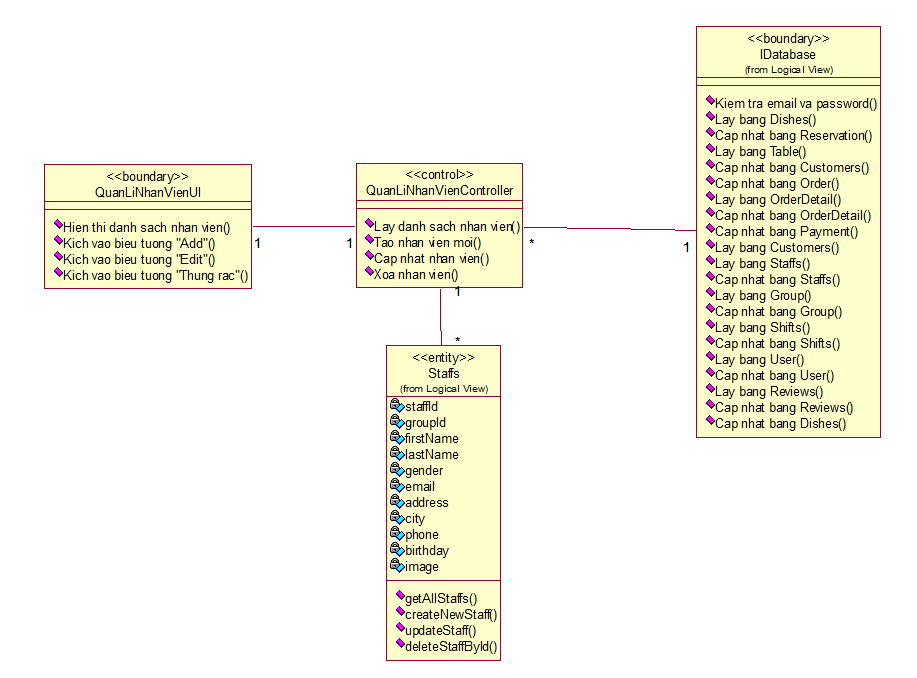 <<boundary>>
QuanLiNhanVienUI
Hien thi danh sach nhan vien()
Kich vao bieu tuong "Add"()
Kich vao bieu tuong "Edit"()
Kich vao bieu tuong "Thung rac"()
1
1
<<control>>
QuanLiNhanVienController
Lay danh sach nhan vien()
Tao nhan vien moi()
Cap nhat nhan vien()
Xoa nhan vien()
*
1
1
*
<<entity>>
Staffs
(from Logical View)
staffId
groupId
firstName
lastName
gender
email
address
city
phone
birthday
image
getAllStaffs()
createNewStaff()
updateStaff()
deleteStaffById()
<<boundary>>
IDatabase
(from Logical View)
Kiem tra email va password()
Lay bang Dishes()
Cap nhat bang Reservation()
Lay bang Table()
Cap nhat bang Customers()
Cap nhat bang Order()
Lay bang OrderDetail()
Cap nhat bang OrderDetail()
Cap nhat bang Payment()
Lay bang Customers()
Lay bang Staffs()
Cap nhat bang Staffs()
Lay bang Group()
Cap nhat bang Group()
Lay bang Shifts()
Cap nhat bang Shifts()
Lay bang User()
Cap nhat bang User()
Lay bang Reviews()
Cap nhat bang Reviews()
Cap nhat bang Dishes()